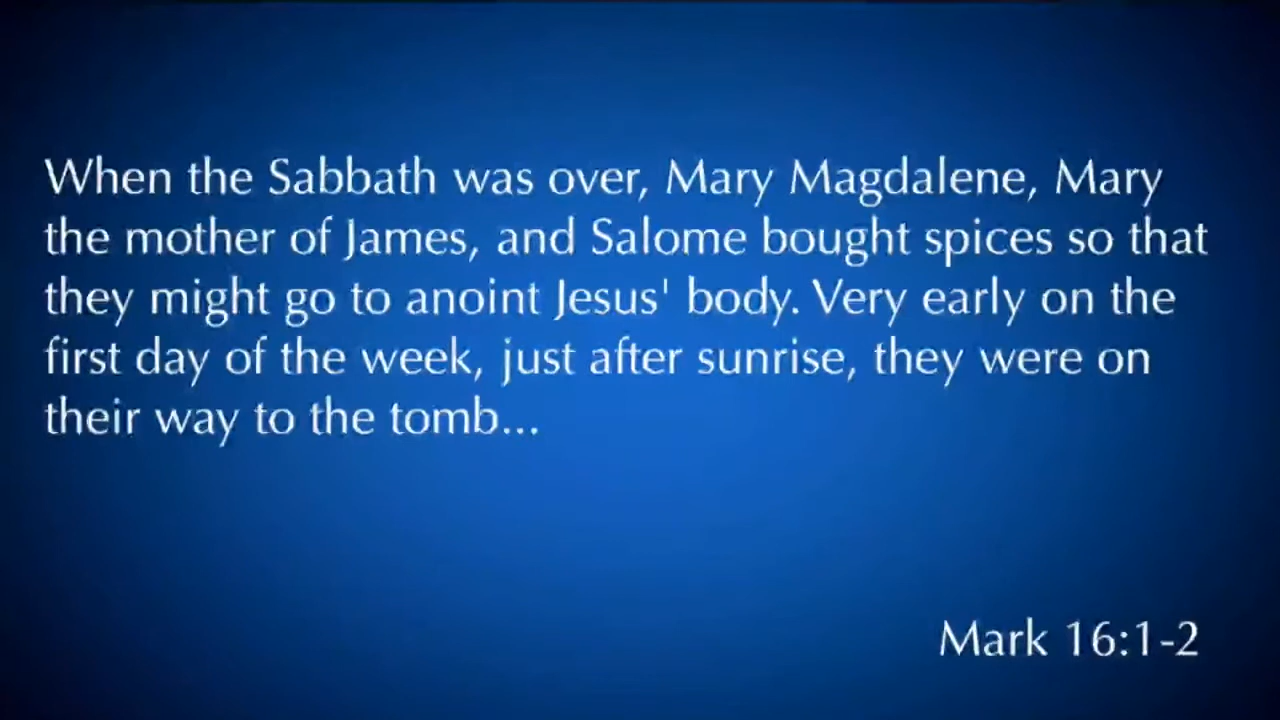 When the Sabbath was over, Mary Magdalene, Mary
the mother of James, and Salome bought spices so that
they might go to anoint Jesus' body. Very early on the
first day of the week, just after sunrise, they were on
their way to the tomb...
Mark 16:1-2